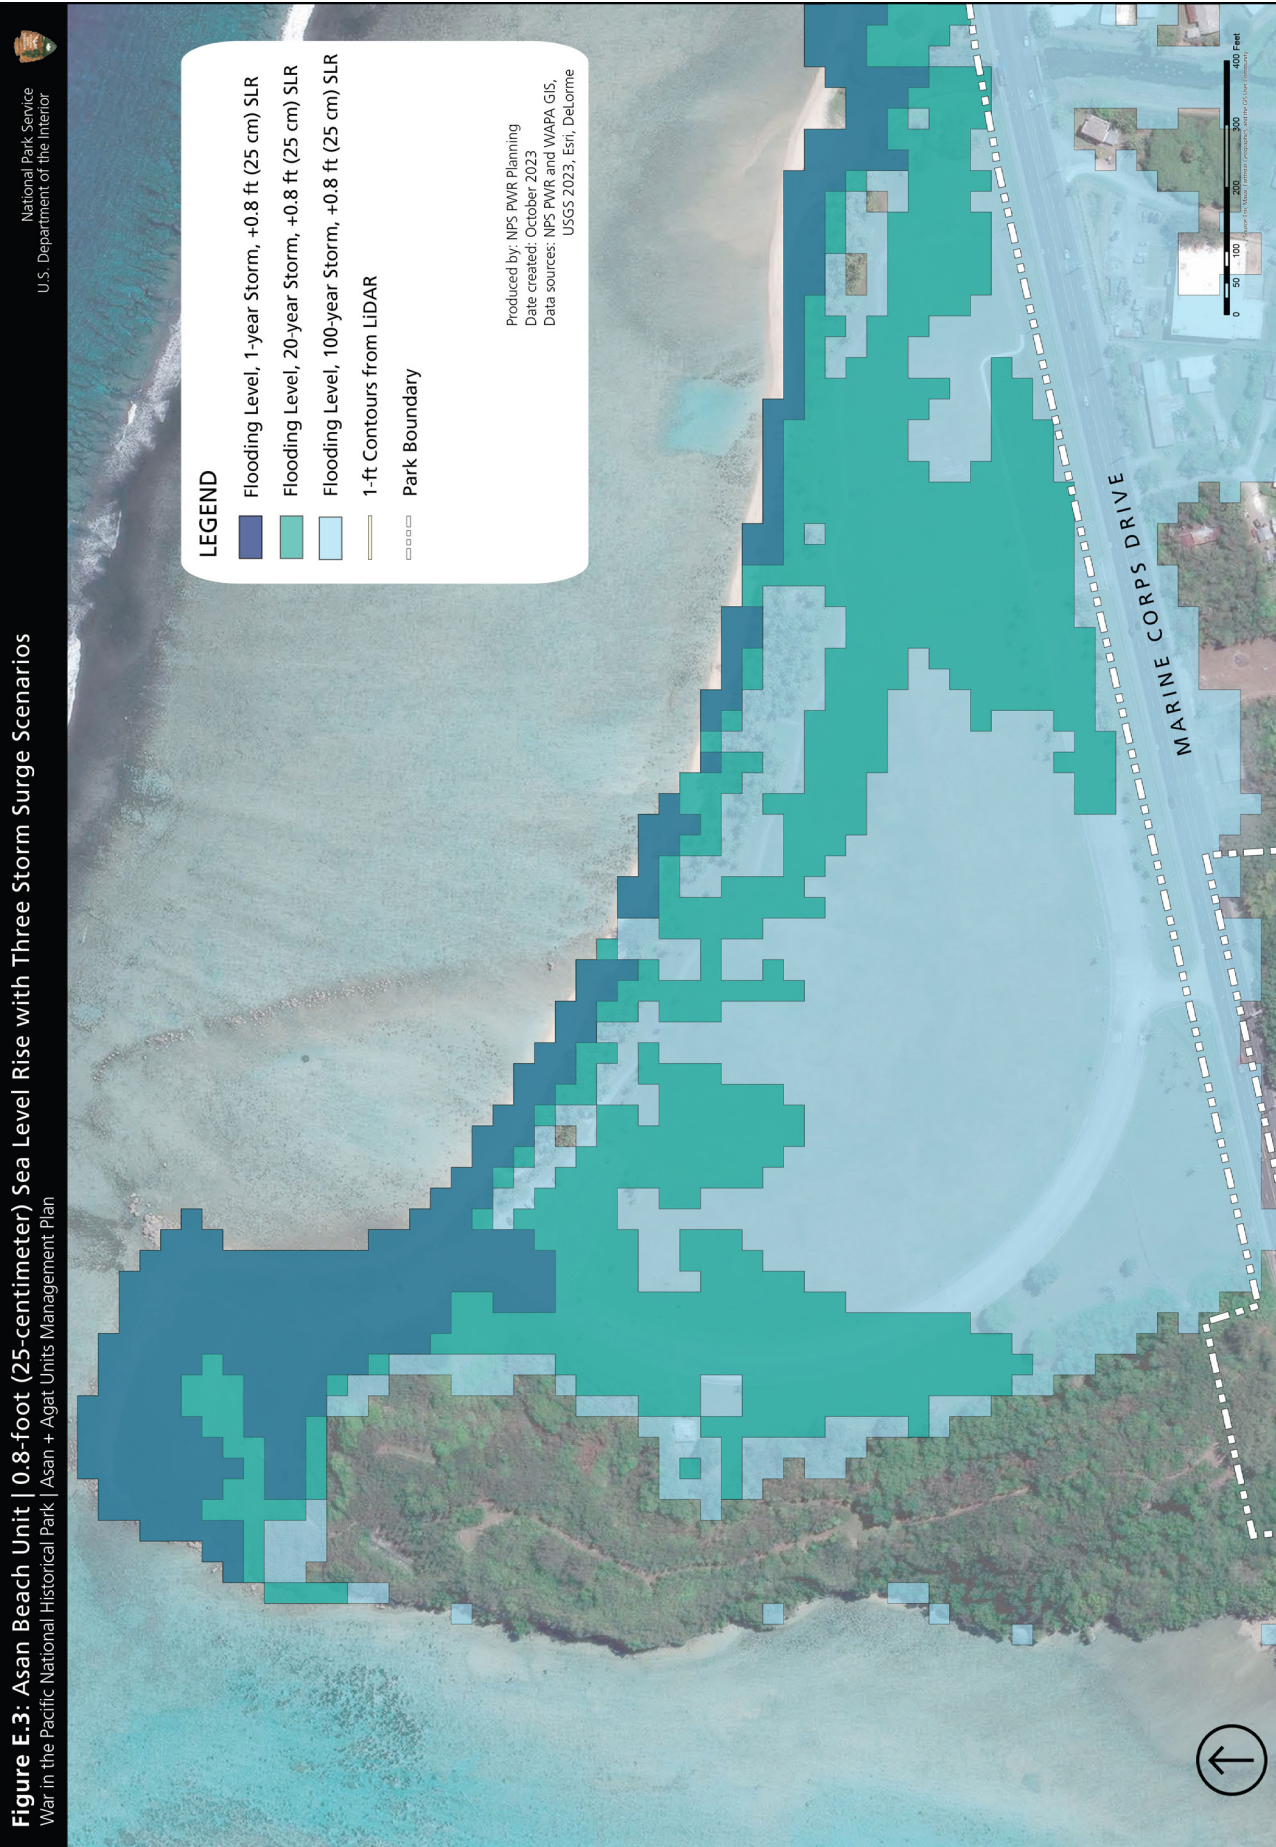 Figure E.3: Asan Beach Unit | 0.8-foot (25-centimeter) Sea Level Rise with Three Storm Surge Scenarios
War in the Pacific National Historical Park | Asan + Agat Units Management Plan
National Park Service
U.S. Department of the Interior
LEGEND
Flooding Level, 1-year Storm, +0.8 ft (25 cm) SLR
Flooding Level, 20-year Storm, +0.8 ft (25 cm) SLR
Flooding Level, 100-year Storm, +0.8 ft (25 cm) SLR
1-ft Contours from LiDAR
Park Boundary
Produced by: NPS PWR Planning
Date created: October 2023
Data sources: NPS PWR and WAPA GIS,
USGS 2023, Esri, DeLorme
MARINE CORPS DRIVE
0 50 100 200 300 400 Feet